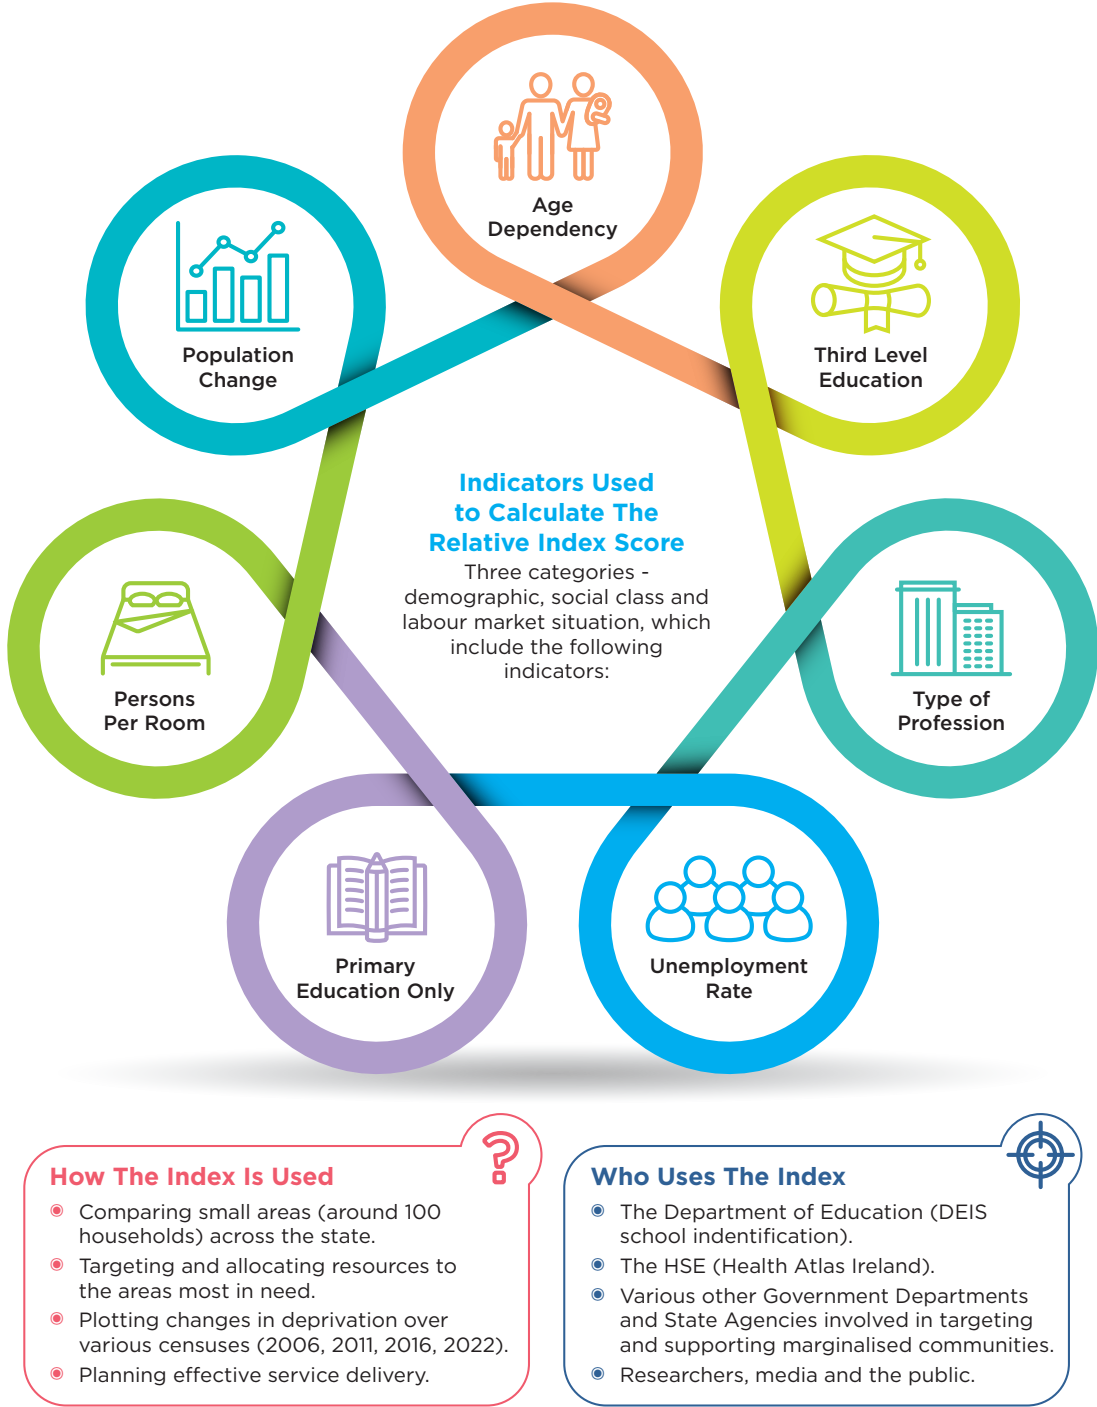 Age
Dependency
Population
Change
Third Level
Education
Indicators Used
to Calculate The
Relative Index Score
Three categories -
demographic, social class and
labour market situation, which
include the following
indicators:
Persons
Per Room
Type of
Profession
Primary
Education Only
Unemployment
Rate
How The Index Is Used
Comparing small areas (around 100
households) across the state.
Targeting and allocating resources to
the areas most in need.
Plotting changes in deprivation over
various censuses (2006, 2011, 2016, 2022).
Planning effective service delivery.
Who Uses The Index
The Department of Education (DEIS
school indentification).
The HSE (Health Atlas Ireland).
Various other Government Departments
and State Agencies involved in targeting
and supporting marginalised communities.
Researchers, media and the public.